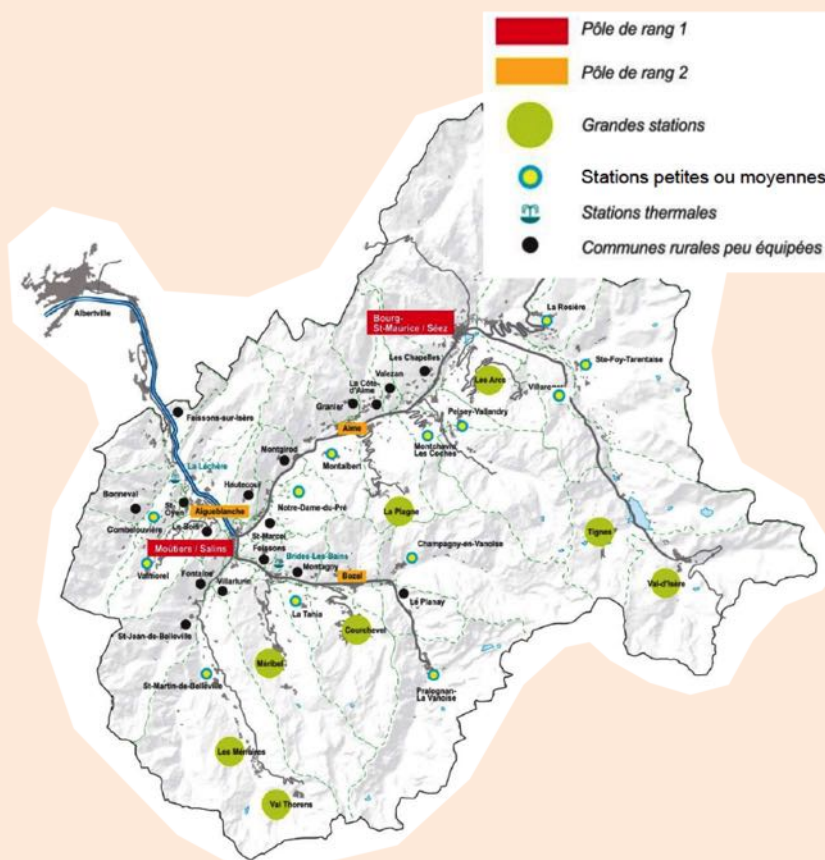 Pôle de rang 1
Pôle de rang 2
Grandes stations
Stations petites ou moyennes
Stations thermales
Communes rurales peu équipées
Albertville
Bourg-
St-Maurice / Séez
La Rosière
Les Chapelles
Ste-Foy-Tarentaise
Valezan
Les Arcs
La Côte
d'Aime
Villaroger
Granier
Peisey-Vallandry
Feissons-sur-Isère
Aime
Montchavin
Les Coches
Montgirod
Montalbert
La Léchère
Hautecour
Bonneval
St-
Oyen
Notre-Dame-du-Pré
La Plagne
Aigueblanche
Combelouvière
Le Bois
St-Marcel
Tignes
Moûtiers / Salins
Feissons
Champagny-en-Vanoise
Brides-Les-Bains
Valmorel
Fontaine
Montagny
Bozel
Val-d'Isère
Villarlurin
Le Planay
La Tania
St-Jean-de-Belleville
Courchevel
Méribel
St-Martin-de-Belleville
Pralognan-
La Vanoise
Les Ménuires
Val Thorens